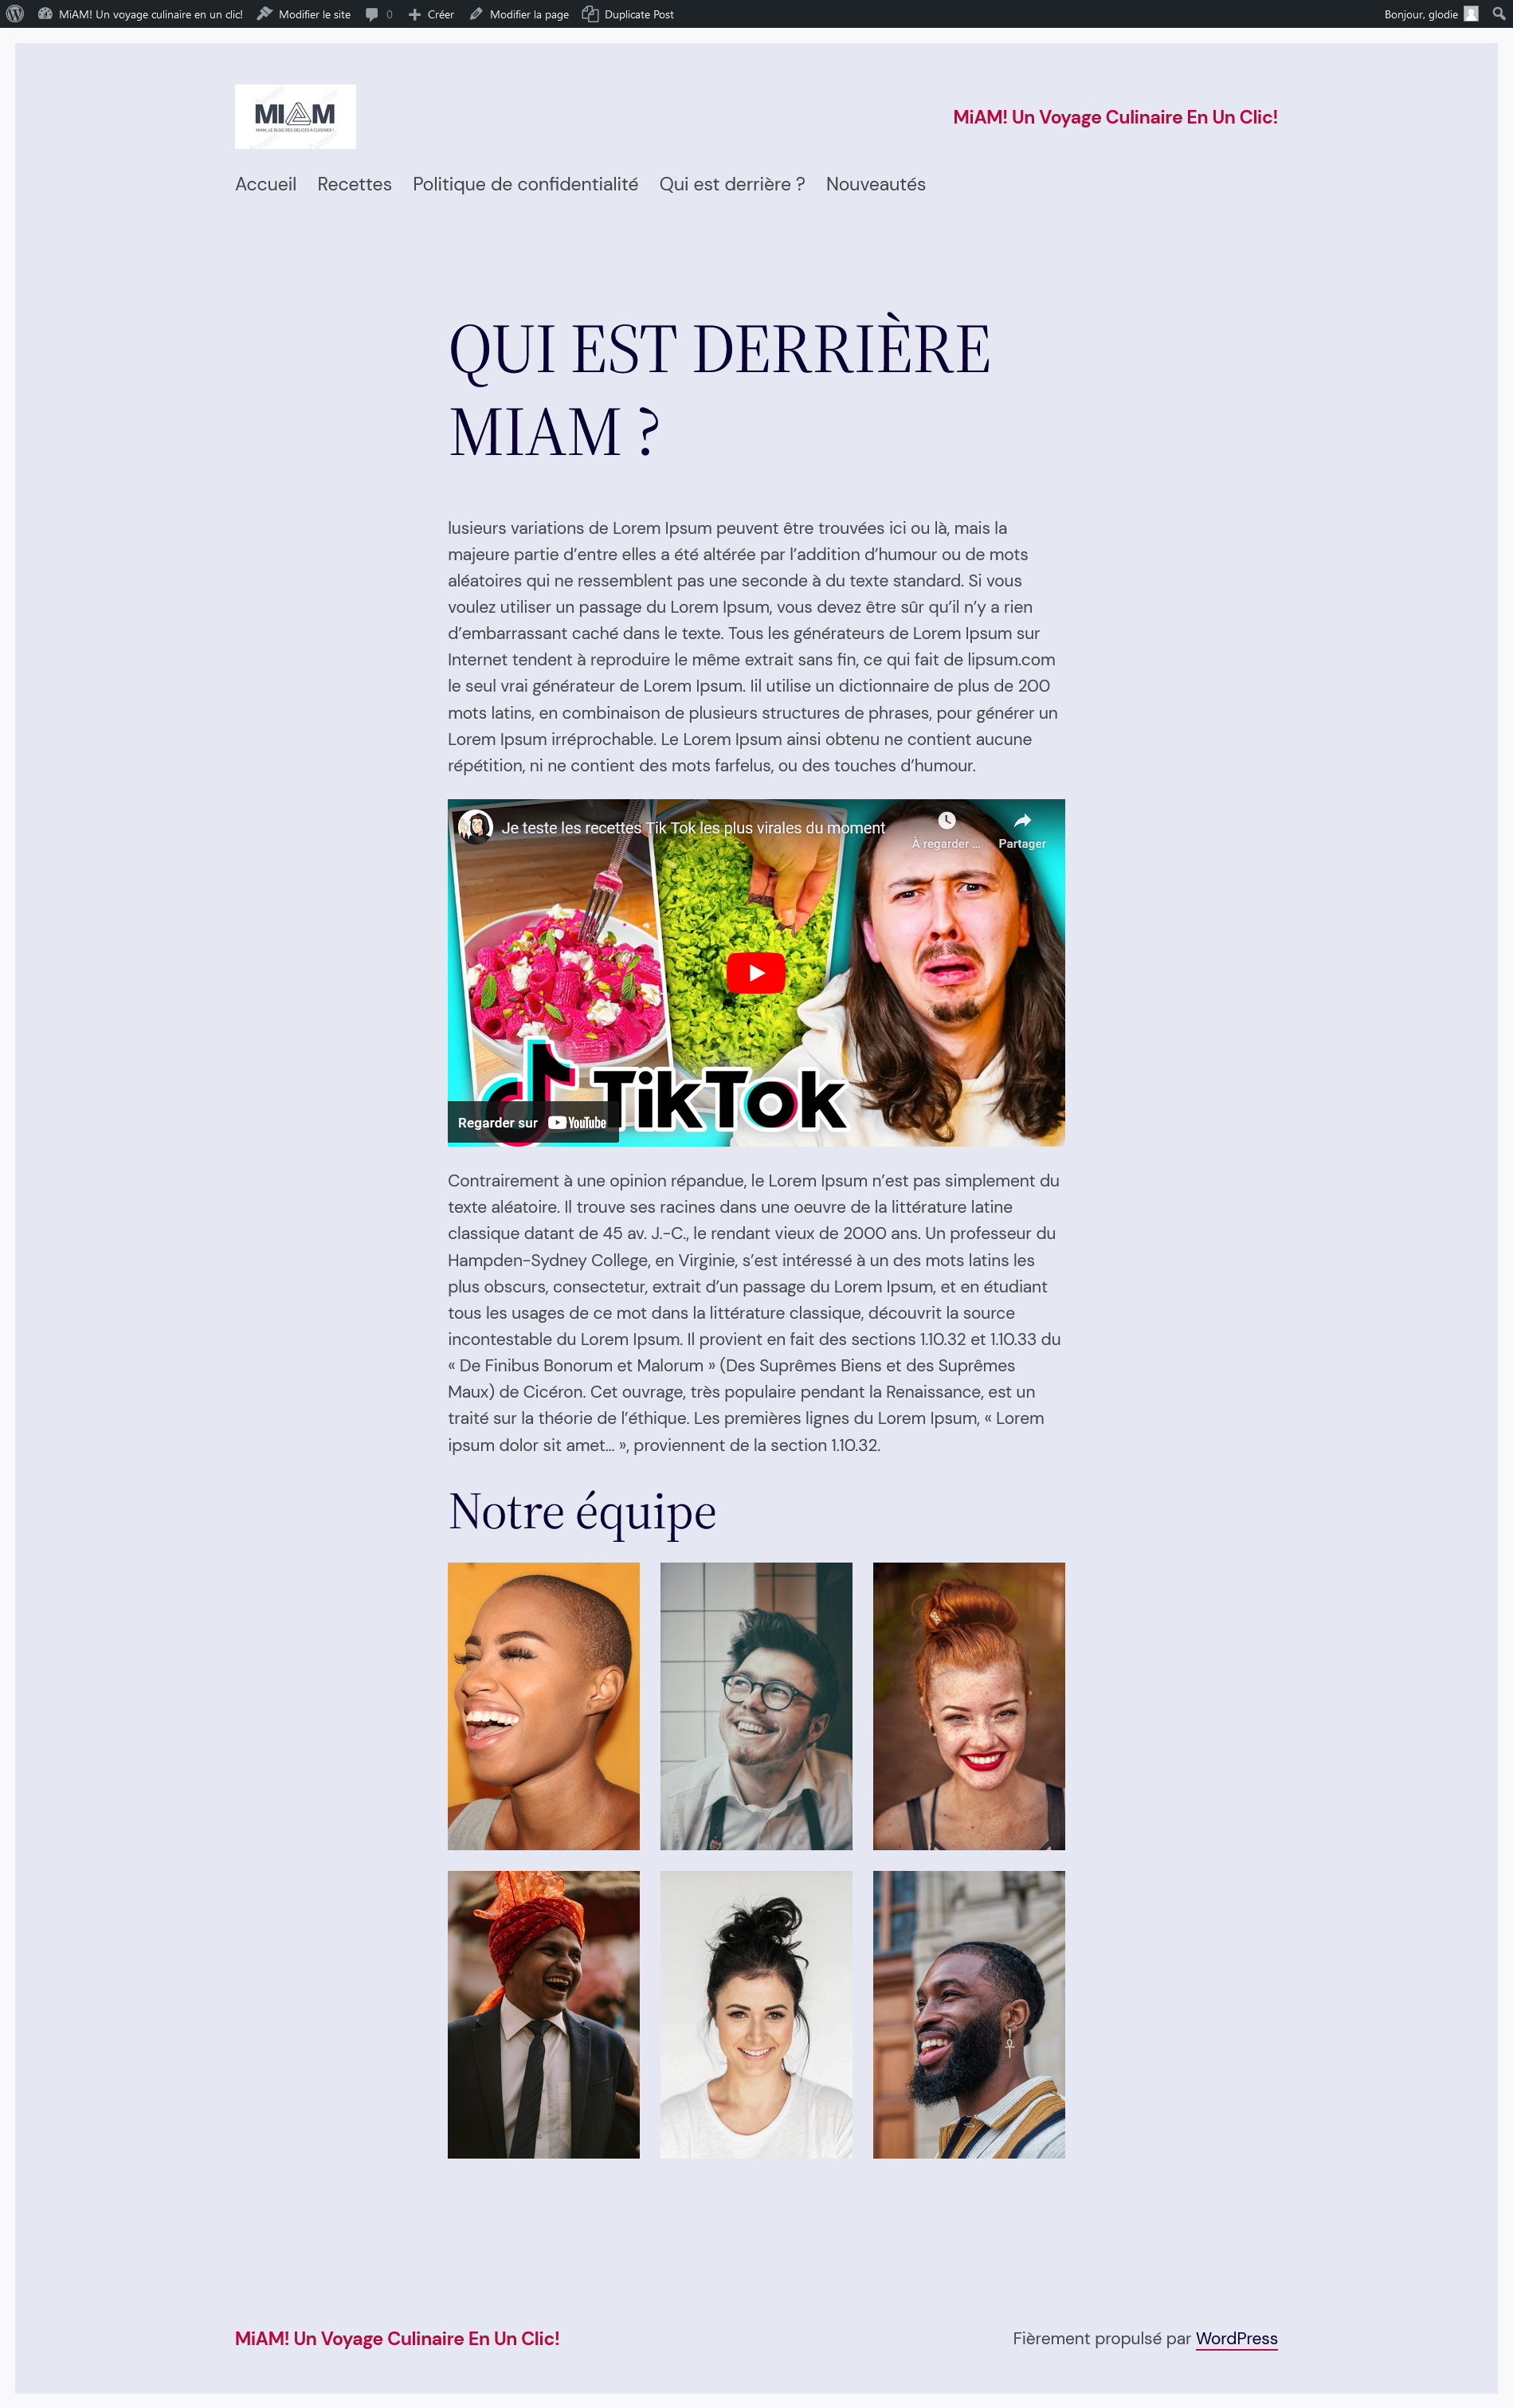 MiAM! Un voyage culinaire en un clic! Modifier le site 0 Créer Modifier la page Duplicate Post Bonjour, glodie
MIAM
MIAM, LE BLOG DES DÉLICES À CUISINER !
MiAM! Un Voyage Culinaire En Un Clic!
Accueil Recettes Politique de confidentialité Qui est derrière ? Nouveautés
QUI EST DERRIÈRE
MIAM ?
lusieurs variations de Lorem Ipsum peuvent être trouvées ici ou là, mais la
majeure partie d’entre elles a été altérée par l’addition d’humour ou de mots
aléatoires qui ne ressemblent pas une seconde à du texte standard. Si vous
voulez utiliser un passage du Lorem Ipsum, vous devez être sûr qu’il n’y a rien
d’embarrassant caché dans le texte. Tous les générateurs de Lorem Ipsum sur
Internet tendent à reproduire le même extrait sans fin, ce qui fait de lipsum.com
le seul vrai générateur de Lorem Ipsum. Iil utilise un dictionnaire de plus de 200
mots latins, en combinaison de plusieurs structures de phrases, pour générer un
Lorem Ipsum irréprochable. Le Lorem Ipsum ainsi obtenu ne contient aucune
répétition, ni ne contient des mots farfelus, ou des touches d’humour.
Je teste les recettes Tik Tok les plus virales du moment
À regarder ... Partager
TikTok
Regarder sur YouTube
Contrairement à une opinion répandue, le Lorem Ipsum n’est pas simplement du
texte aléatoire. Il trouve ses racines dans une oeuvre de la littérature latine
classique datant de 45 av. J.-C., le rendant vieux de 2000 ans. Un professeur du
Hampden-Sydney College, en Virginie, s’est intéressé à un des mots latins les
plus obscurs, consectetur, extrait d’un passage du Lorem Ipsum, et en étudiant
tous les usages de ce mot dans la littérature classique, découvrit la source
incontestable du Lorem Ipsum. Il provient en fait des sections 1.10.32 et 1.10.33 du
« De Finibus Bonorum et Malorum » (Des Suprêmes Biens et des Suprêmes
Maux) de Cicéron. Cet ouvrage, très populaire pendant la Renaissance, est un
traité sur la théorie de l’éthique. Les premières lignes du Lorem Ipsum, « Lorem
ipsum dolor sit amet… », proviennent de la section 1.10.32.
Notre équipe
MiAM! Un Voyage Culinaire En Un Clic!
Fièrement propulsé par WordPress